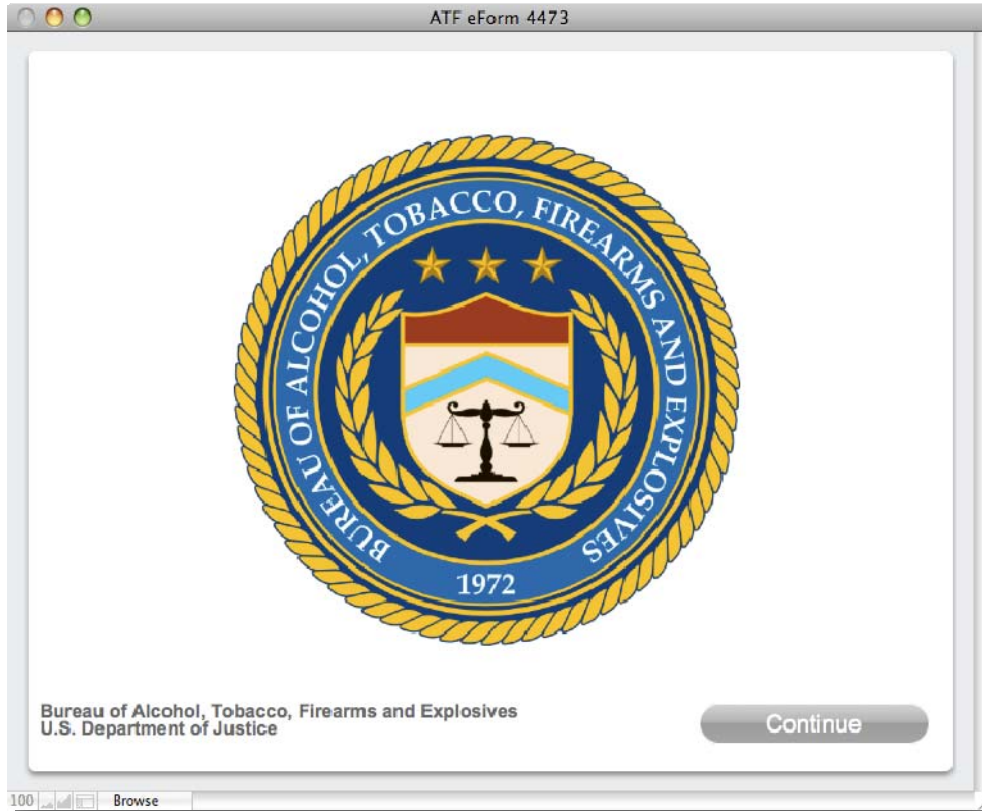 ATF eForm 4473
BUREAU OF ALCOHOL, TOBACCO, FIREARMS AND EXPLOSIVES
1972
Bureau of Alcohol, Tobacco, Firearms and Explosives
U.S. Department of Justice
Continue
100 Browse